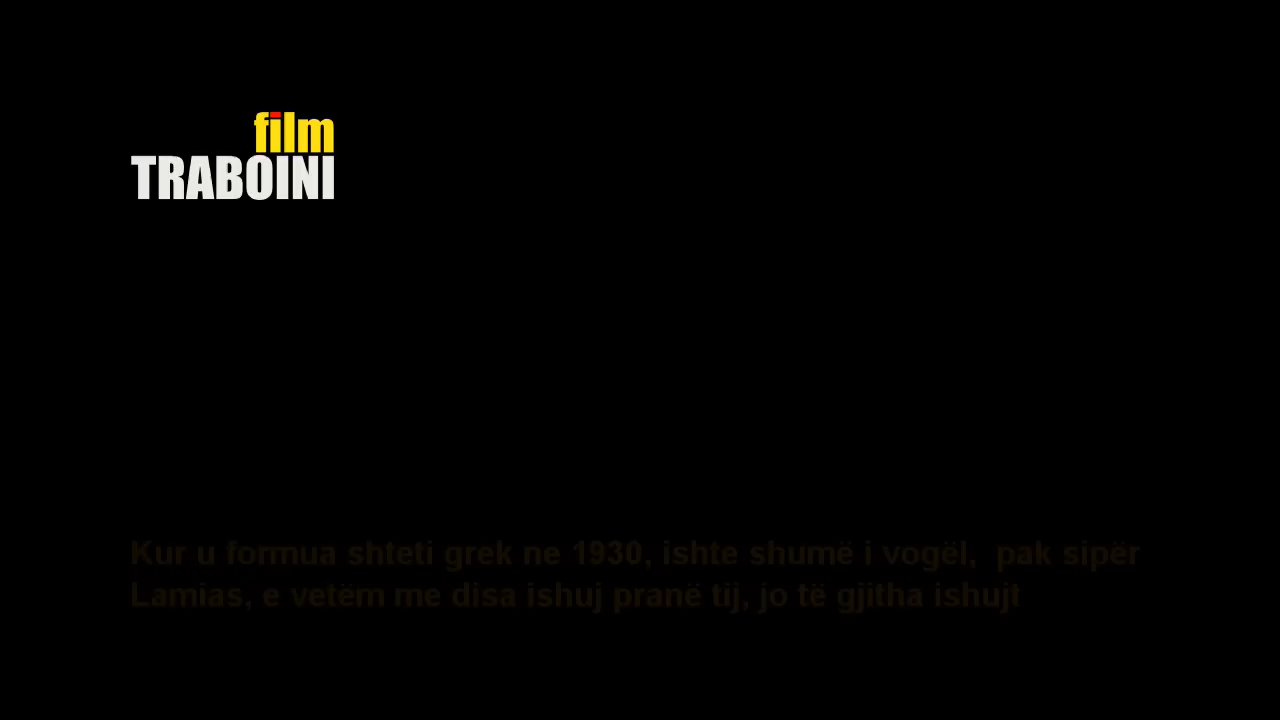 film
TRABOINI
Kur u formua shteti grek ne 1930, ishte shumë i vogël, pak sipër
Lamias, e vetëm me disa ishuj pranë tij, jo të gjitha ishujt